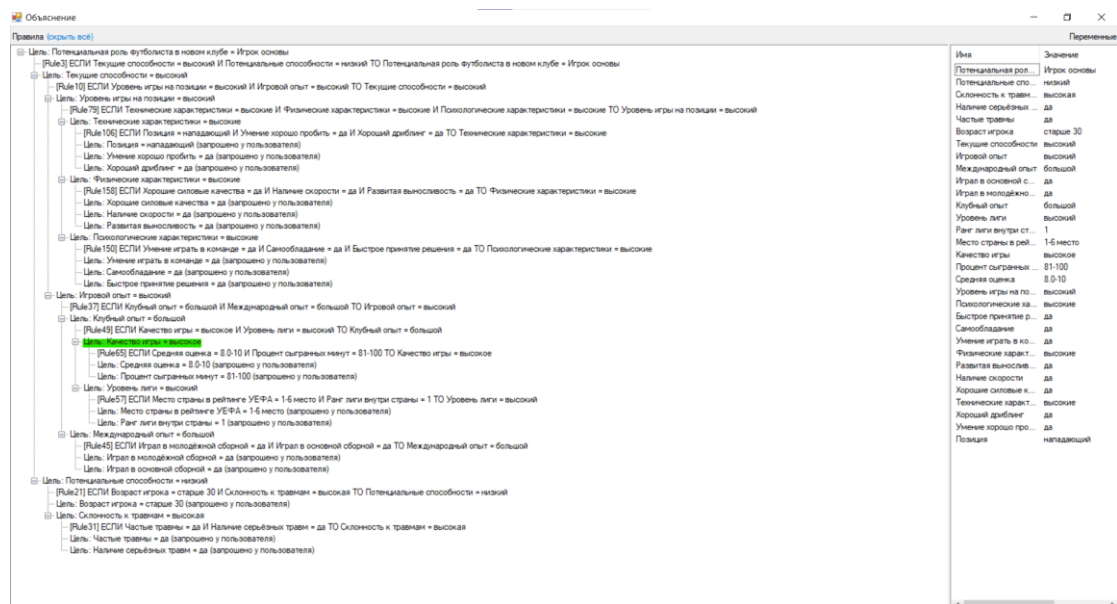 Объяснение
Правила (скрыть всё)
Переменные
Цель: Потенциальная роль футболиста в новом клубе = Игрок основы
[Rule3] ЕСЛИ Текущие способности = высокий И Потенциальные способности = низкий ТО Потенциальная роль футболиста в новом клубе = Игрок основы
Цель: Текущие способности = высокий
[Rule10] ЕСЛИ Уровень игры на позиции = высокий И Игровой опыт = высокий ТО Текущие способности = высокий
Цель: Уровень игры на позиции = высокий
[Rule79] ЕСЛИ Технические характеристики = высокие И Физические характеристики = высокие И Психологические характеристики = высокие ТО Уровень игры на позиции = высокий
Цель: Технические характеристики = высокие
[Rule106] ЕСЛИ Позиция = нападающий И Умение хорошо пробить = да И Хороший дриблинг = да ТО Технические характеристики = высокие
Цель: Позиция = нападающий (запрошено у пользователя)
Цель: Умение хорошо пробить = да (запрошено у пользователя)
Цель: Хороший дриблинг = да (запрошено у пользователя)
Цель: Физические характеристики = высокие
[Rule158] ЕСЛИ Хорошие силовые качества = да И Наличие скорости = да И Развитая выносливость = да ТО Физические характеристики = высокие
Цель: Хорошие силовые качества = да (запрошено у пользователя)
Цель: Наличие скорости = да (запрошено у пользователя)
Цель: Развитая выносливость = да (запрошено у пользователя)
Цель: Психологические характеристики = высокие
[Rule150] ЕСЛИ Умение играть в команде = да И Самообладание = да И Быстрое принятие решения = да ТО Психологические характеристики = высокие
Цель: Умение играть в команде = да (запрошено у пользователя)
Цель: Самообладание = да (запрошено у пользователя)
Цель: Быстрое принятие решения = да (запрошено у пользователя)
Цель: Игровой опыт = высокий
[Rule37] ЕСЛИ Клубный опыт = большой И Международный опыт = большой ТО Игровой опыт = высокий
Цель: Клубный опыт = большой
[Rule49] ЕСЛИ Качество игры = высокое И Уровень лиги = высокий ТО Клубный опыт = большой
Цель: Качество игры = высокое
[Rule65] ЕСЛИ Средняя оценка = 8.0-10 И Процент сыгранных минут = 81-100 ТО Качество игры = высокое
Цель: Средняя оценка = 8.0-10 (запрошено у пользователя)
Цель: Процент сыгранных минут = 81-100 (запрошено у пользователя)
Цель: Уровень лиги = высокий
[Rule57] ЕСЛИ Место страны в рейтинге УЕФА = 1-6 место И Ранг лиги внутри страны = 1 ТО Уровень лиги = высокий
Цель: Место страны в рейтинге УЕФА = 1-6 место (запрошено у пользователя)
Цель: Ранг лиги внутри страны = 1 (запрошено у пользователя)
Цель: Международный опыт = большой
[Rule45] ЕСЛИ Играл в молодёжной сборной = да И Играл в основной сборной = да ТО Международный опыт = большой
Цель: Играл в молодёжной сборной = да (запрошено у пользователя)
Цель: Играл в основной сборной = да (запрошено у пользователя)
Цель: Потенциальные способности = низкий
[Rule21] ЕСЛИ Возраст игрока = старше 30 И Склонность к травмам = высокая ТО Потенциальные способности = низкий
Цель: Возраст игрока = старше 30 (запрошено у пользователя)
Цель: Склонность к травмам = высокая
[Rule31] ЕСЛИ Частые травмы = да И Наличие серьёзных травм = да ТО Склонность к травмам = высокая
Цель: Частые травмы = да (запрошено у пользователя)
Цель: Наличие серьёзных травм = да (запрошено у пользователя)
Имя Значение
Потенциальная рол... Игрок основы
Потенциальные спо... низкий
Склонность к травм... высокая
Наличие серьёзных ... да
Частые травмы да
Возраст игрока старше 30
Текущие способности высокий
Игровой опыт высокий
Международный опыт большой
Играл в основной с... да
Играл в молодёжно... да
Клубный опыт большой
Уровень лиги высокий
Ранг лиги внутри ст... 1
Место страны в рей... 1-6 место
Качество игры высокое
Процент сыгранных ... 81-100
Средняя оценка 8.0-10
Уровень игры на по... высокий
Психологические ха... высокие
Быстрое принятие р... да
Самообладание да
Умение играть в ко... да
Физические характ... высокие
Развитая вынослив... да
Наличие скорости да
Хорошие силовые к... да
Технические характ... высокие
Хороший дриблинг да
Умение хорошо про... да
Позиция нападающий